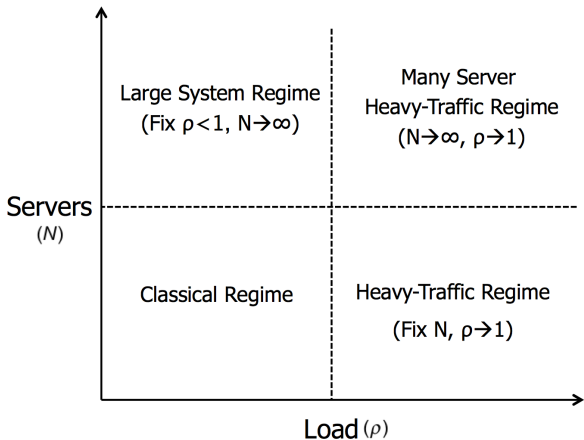 Large System Regime
(Fix ρ<1, N→∞)
Many Server
Heavy-Traffic Regime
(N→∞, ρ→1)
Servers
(N)
Classical Regime
Heavy-Traffic Regime
(Fix N, ρ→1)
Load (ρ)